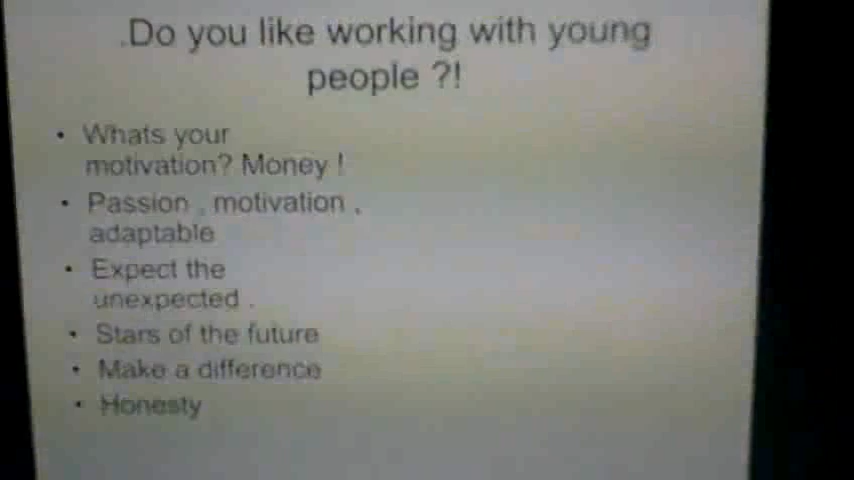 .Do you like working with young
people ?!
• Whats your
motivation? Money !
• Passion , motivation ,
adaptable
• Expect the
unexpected .
• Stars of the future
• Make a difference
• Honesty